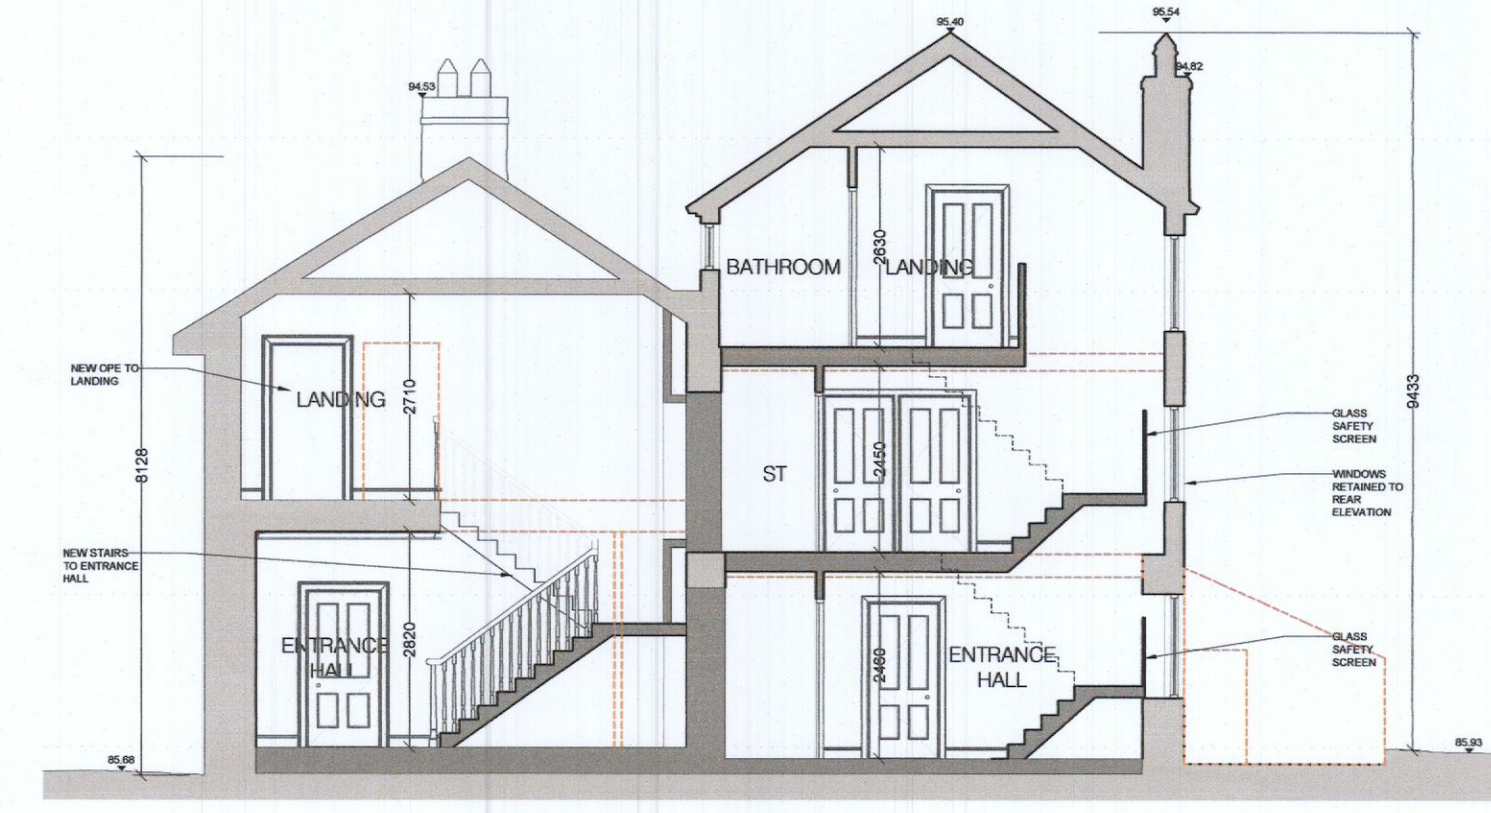 95.54
95.40
94.82
94.53
BATHROOM
2630
LANDING
NEW OPE TO
LANDING
LANDING
2710
8128
9433
GLASS
SAFETY
SCREEN
ST
2450
WINDOWS
RETAINED TO
REAR
ELEVATION
NEW STAIRS
TO ENTRANCE
HALL
ENTRANCE
HALL
2820
2460
ENTRANCE
HALL
GLASS
SAFETY
SCREEN
85.68
85.93